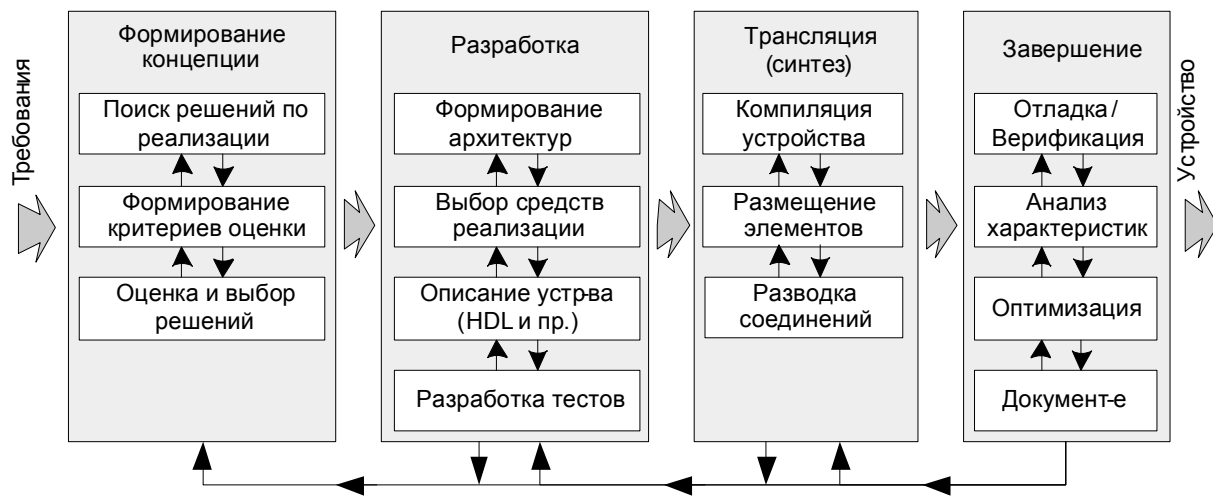 Требования
Формирование
концепции
Поиск решений по
реализации
Формирование
критериев оценки
Оценка и выбор
решений
Разработка
Формирование
архитектур
Выбор средств
реализации
Описание устр-ва
(HDL и пр.)
Разработка тестов
Трансляция
(синтез)
Компиляция
устройства
Размещение
элементов
Разводка
соединений
Завершение
Отладка /
Верификация
Анализ
характеристик
Оптимизация
Документ-е
Устройство